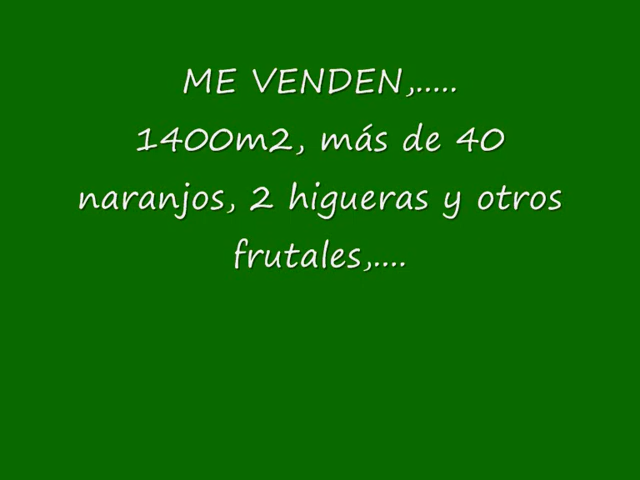 ME VENDEN,.....
1400m2, más de 40
naranjos, 2 higueras y otros
frutales,....